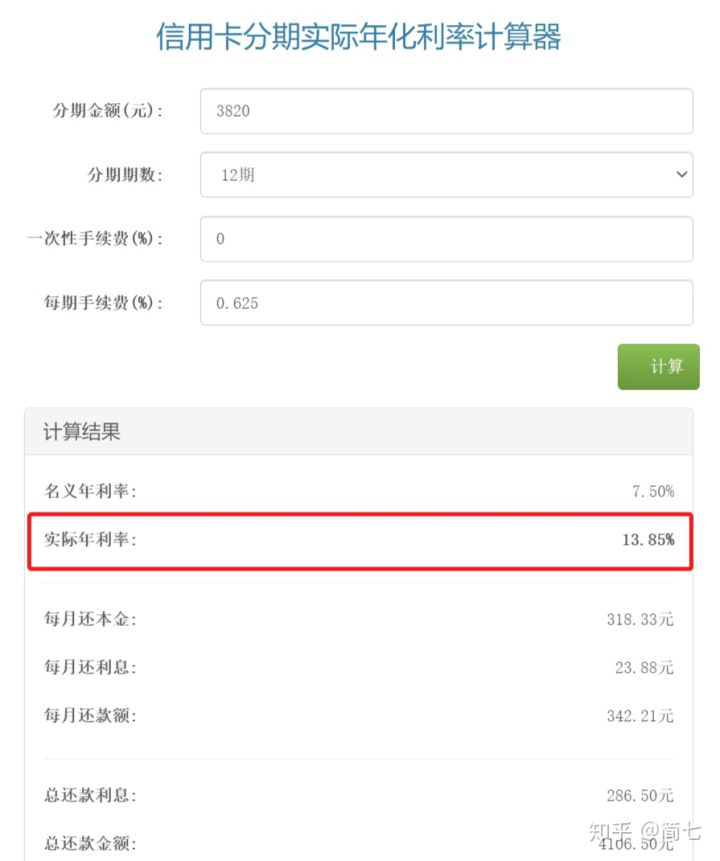 信用卡分期实际年化利率计算器
分期金额(元): 3820
分期期数: 12期
一次性手续费(%): 0
每期手续费(%): 0.625
计算
计算结果
名义年利率: 7.50%
实际年利率: 13.85%
每月还本金: 318.33元
每月还利息: 23.88元
每月还款额: 342.21元
总还款利息: 286.50元
总还款金额: 4106.50元
知乎 @简七